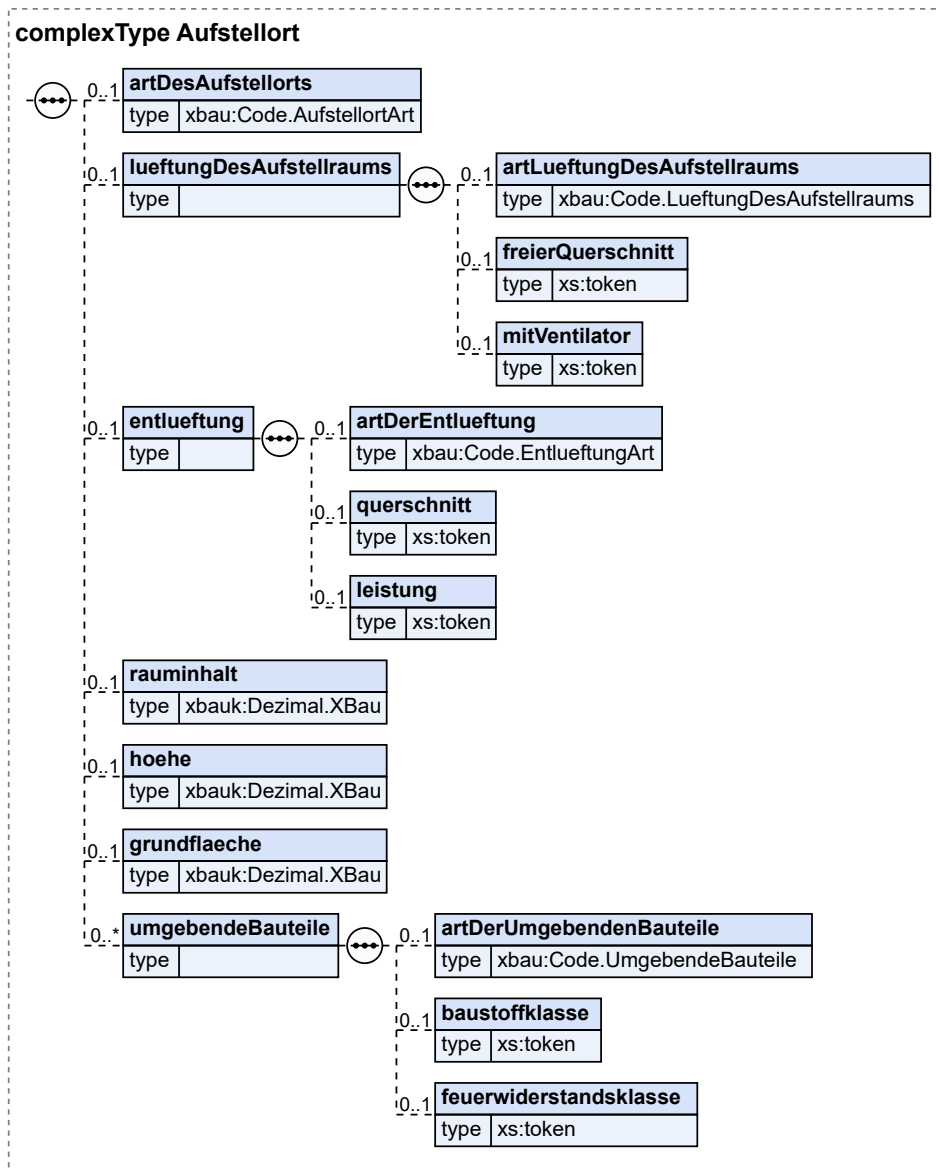 complexType Aufstellort
0..1 artDesAufstellorts
type xbau:Code.AufstellortArt
0..1 lueftungDesAufstellraums
type
0..1 artLueftungDesAufstellraums
type xbau:Code.LueftungDesAufstellraums
0..1 freierQuerschnitt
type xs:token
0..1 mitVentilator
type xs:token
0..1 entlueftung
type
0..1 artDerEntlueftung
type xbau:Code.EntlueftungArt
0..1 querschnitt
type xs:token
0..1 leistung
type xs:token
0..1 rauminhalt
type xbauk:Dezimal.XBau
0..1 hoehe
type xbauk:Dezimal.XBau
0..1 grundflaeche
type xbauk:Dezimal.XBau
0..* umgebendeBauteile
type
0..1 artDerUmgebendenBauteile
type xbau:Code.UmgebendeBauteile
0..1 baustoffklasse
type xs:token
0..1 feuerwiderstandsklasse
type xs:token